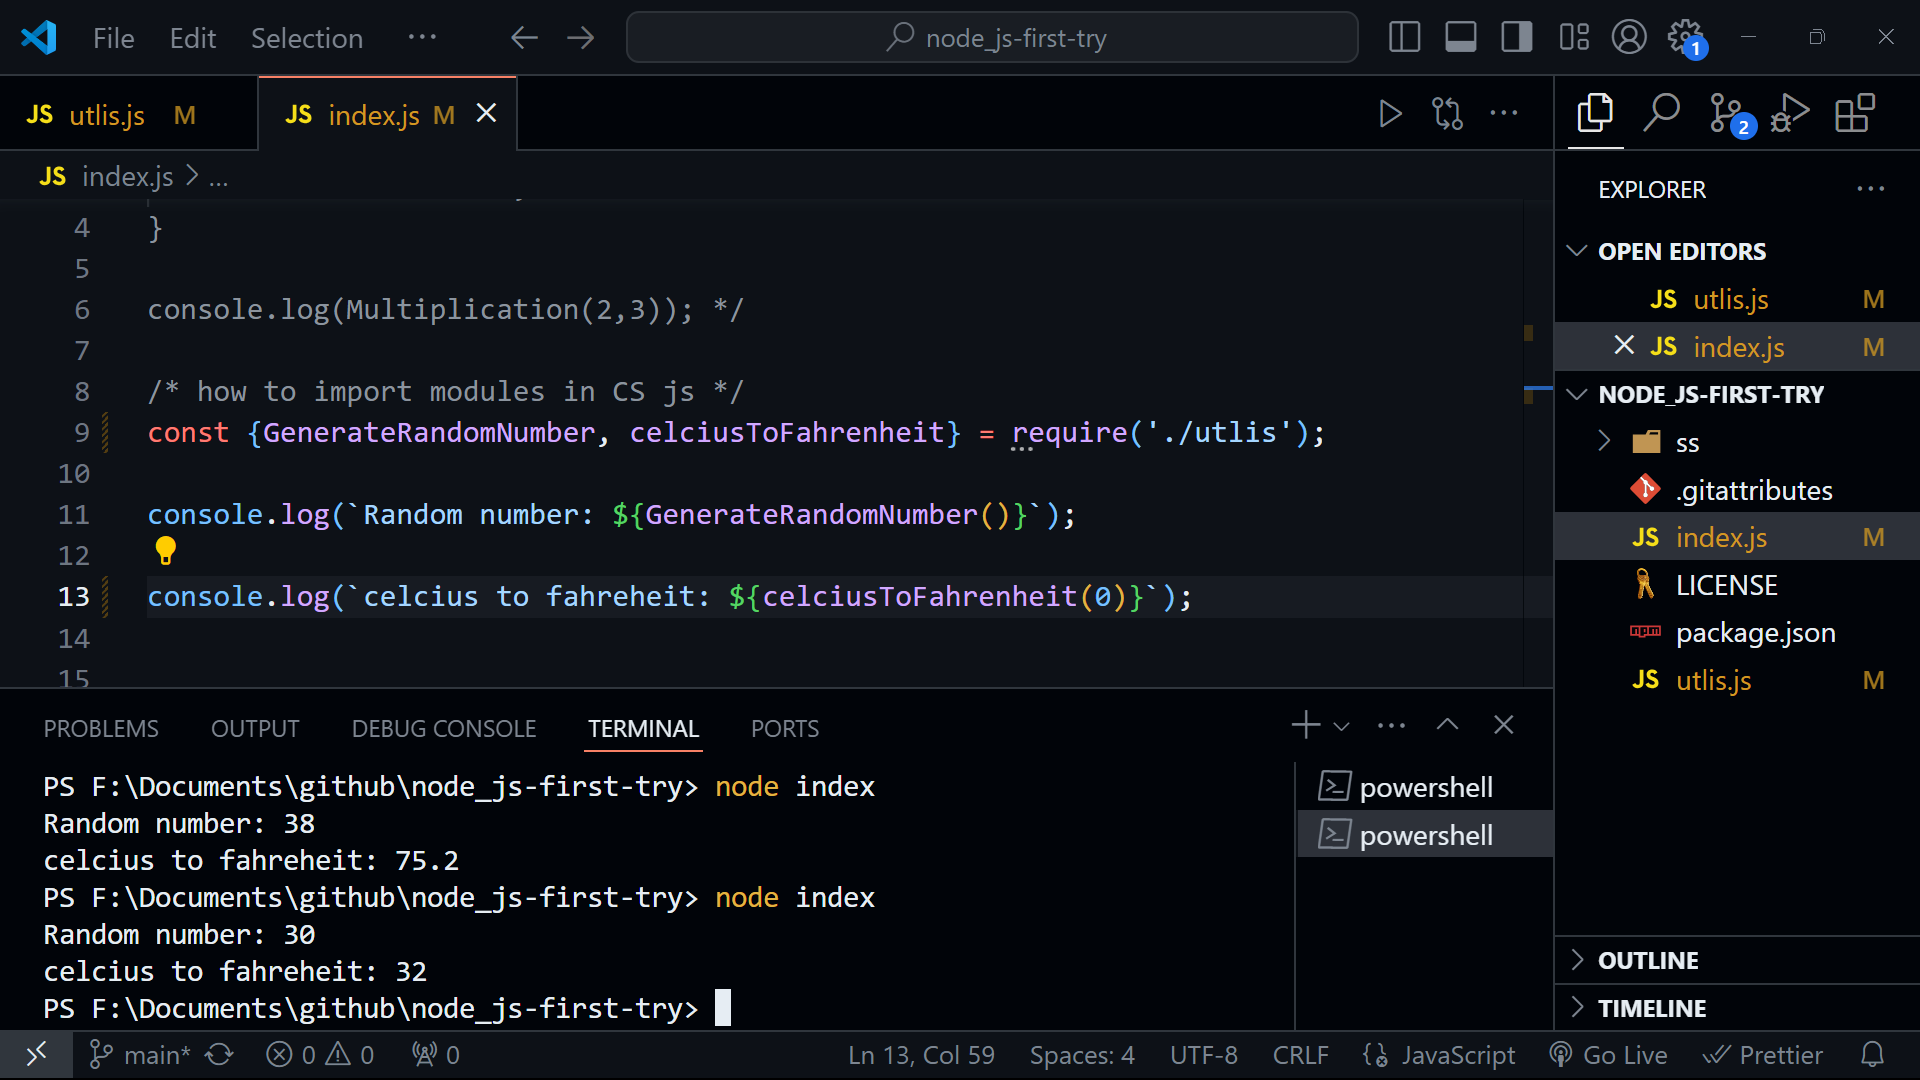 File Edit Selection ··· node_js-first-try 1
JS utlis.js M JS index.js M
JS index.js > ...
4 }
5
6 console.log(Multiplication(2,3)); */
7
8 /* how to import modules in CS js */
9 const {GenerateRandomNumber, celciusToFahrenheit} = require('./utlis');
10
11 console.log(`Random number: ${GenerateRandomNumber()}`);
12
13 console.log(`celcius to fahreheit: ${celciusToFahrenheit(0)}`);
14
15
PROBLEMS OUTPUT DEBUG CONSOLE TERMINAL PORTS
PS F:\Documents\github\node_js-first-try> node index
Random number: 38
celcius to fahreheit: 75.2
PS F:\Documents\github\node_js-first-try> node index
Random number: 30
celcius to fahreheit: 32
PS F:\Documents\github\node_js-first-try>
powershell
powershell
2
EXPLORER
OPEN EDITORS
JS utlis.js M
JS index.js M
NODE_JS-FIRST-TRY
ss
.gitattributes
JS index.js M
LICENSE
package.json
JS utlis.js M
OUTLINE
TIMELINE
main* 0 0 0 Ln 13, Col 59 Spaces: 4 UTF-8 CRLF JavaScript Go Live Prettier